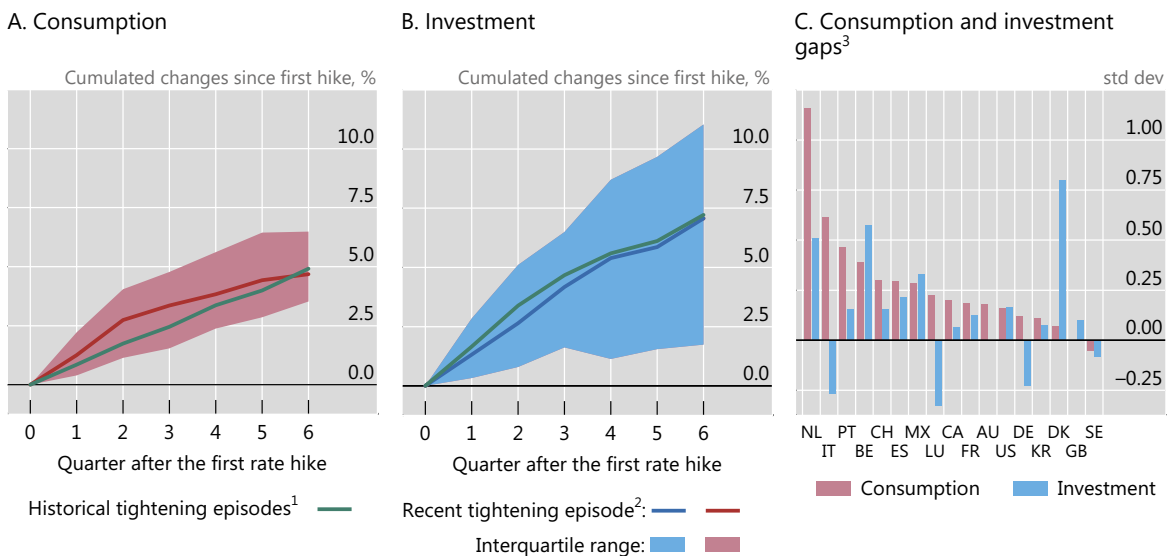 A. Consumption
Cumulated changes since first hike, %
10.0
7.5
5.0
2.5
0.0
0 1 2 3 4 5 6
Quarter after the first rate hike
B. Investment
Cumulated changes since first hike, %
10.0
7.5
5.0
2.5
0.0
0 1 2 3 4 5 6
Quarter after the first rate hike
C. Consumption and investment
gaps³
std dev
1.00
0.75
0.50
0.25
0.00
−0.25
NL PT CH MX CA AU DE DK SE
IT BE ES LU FR US KR GB
Historical tightening episodes¹
Recent tightening episode²:
Interquartile range:
Consumption Investment